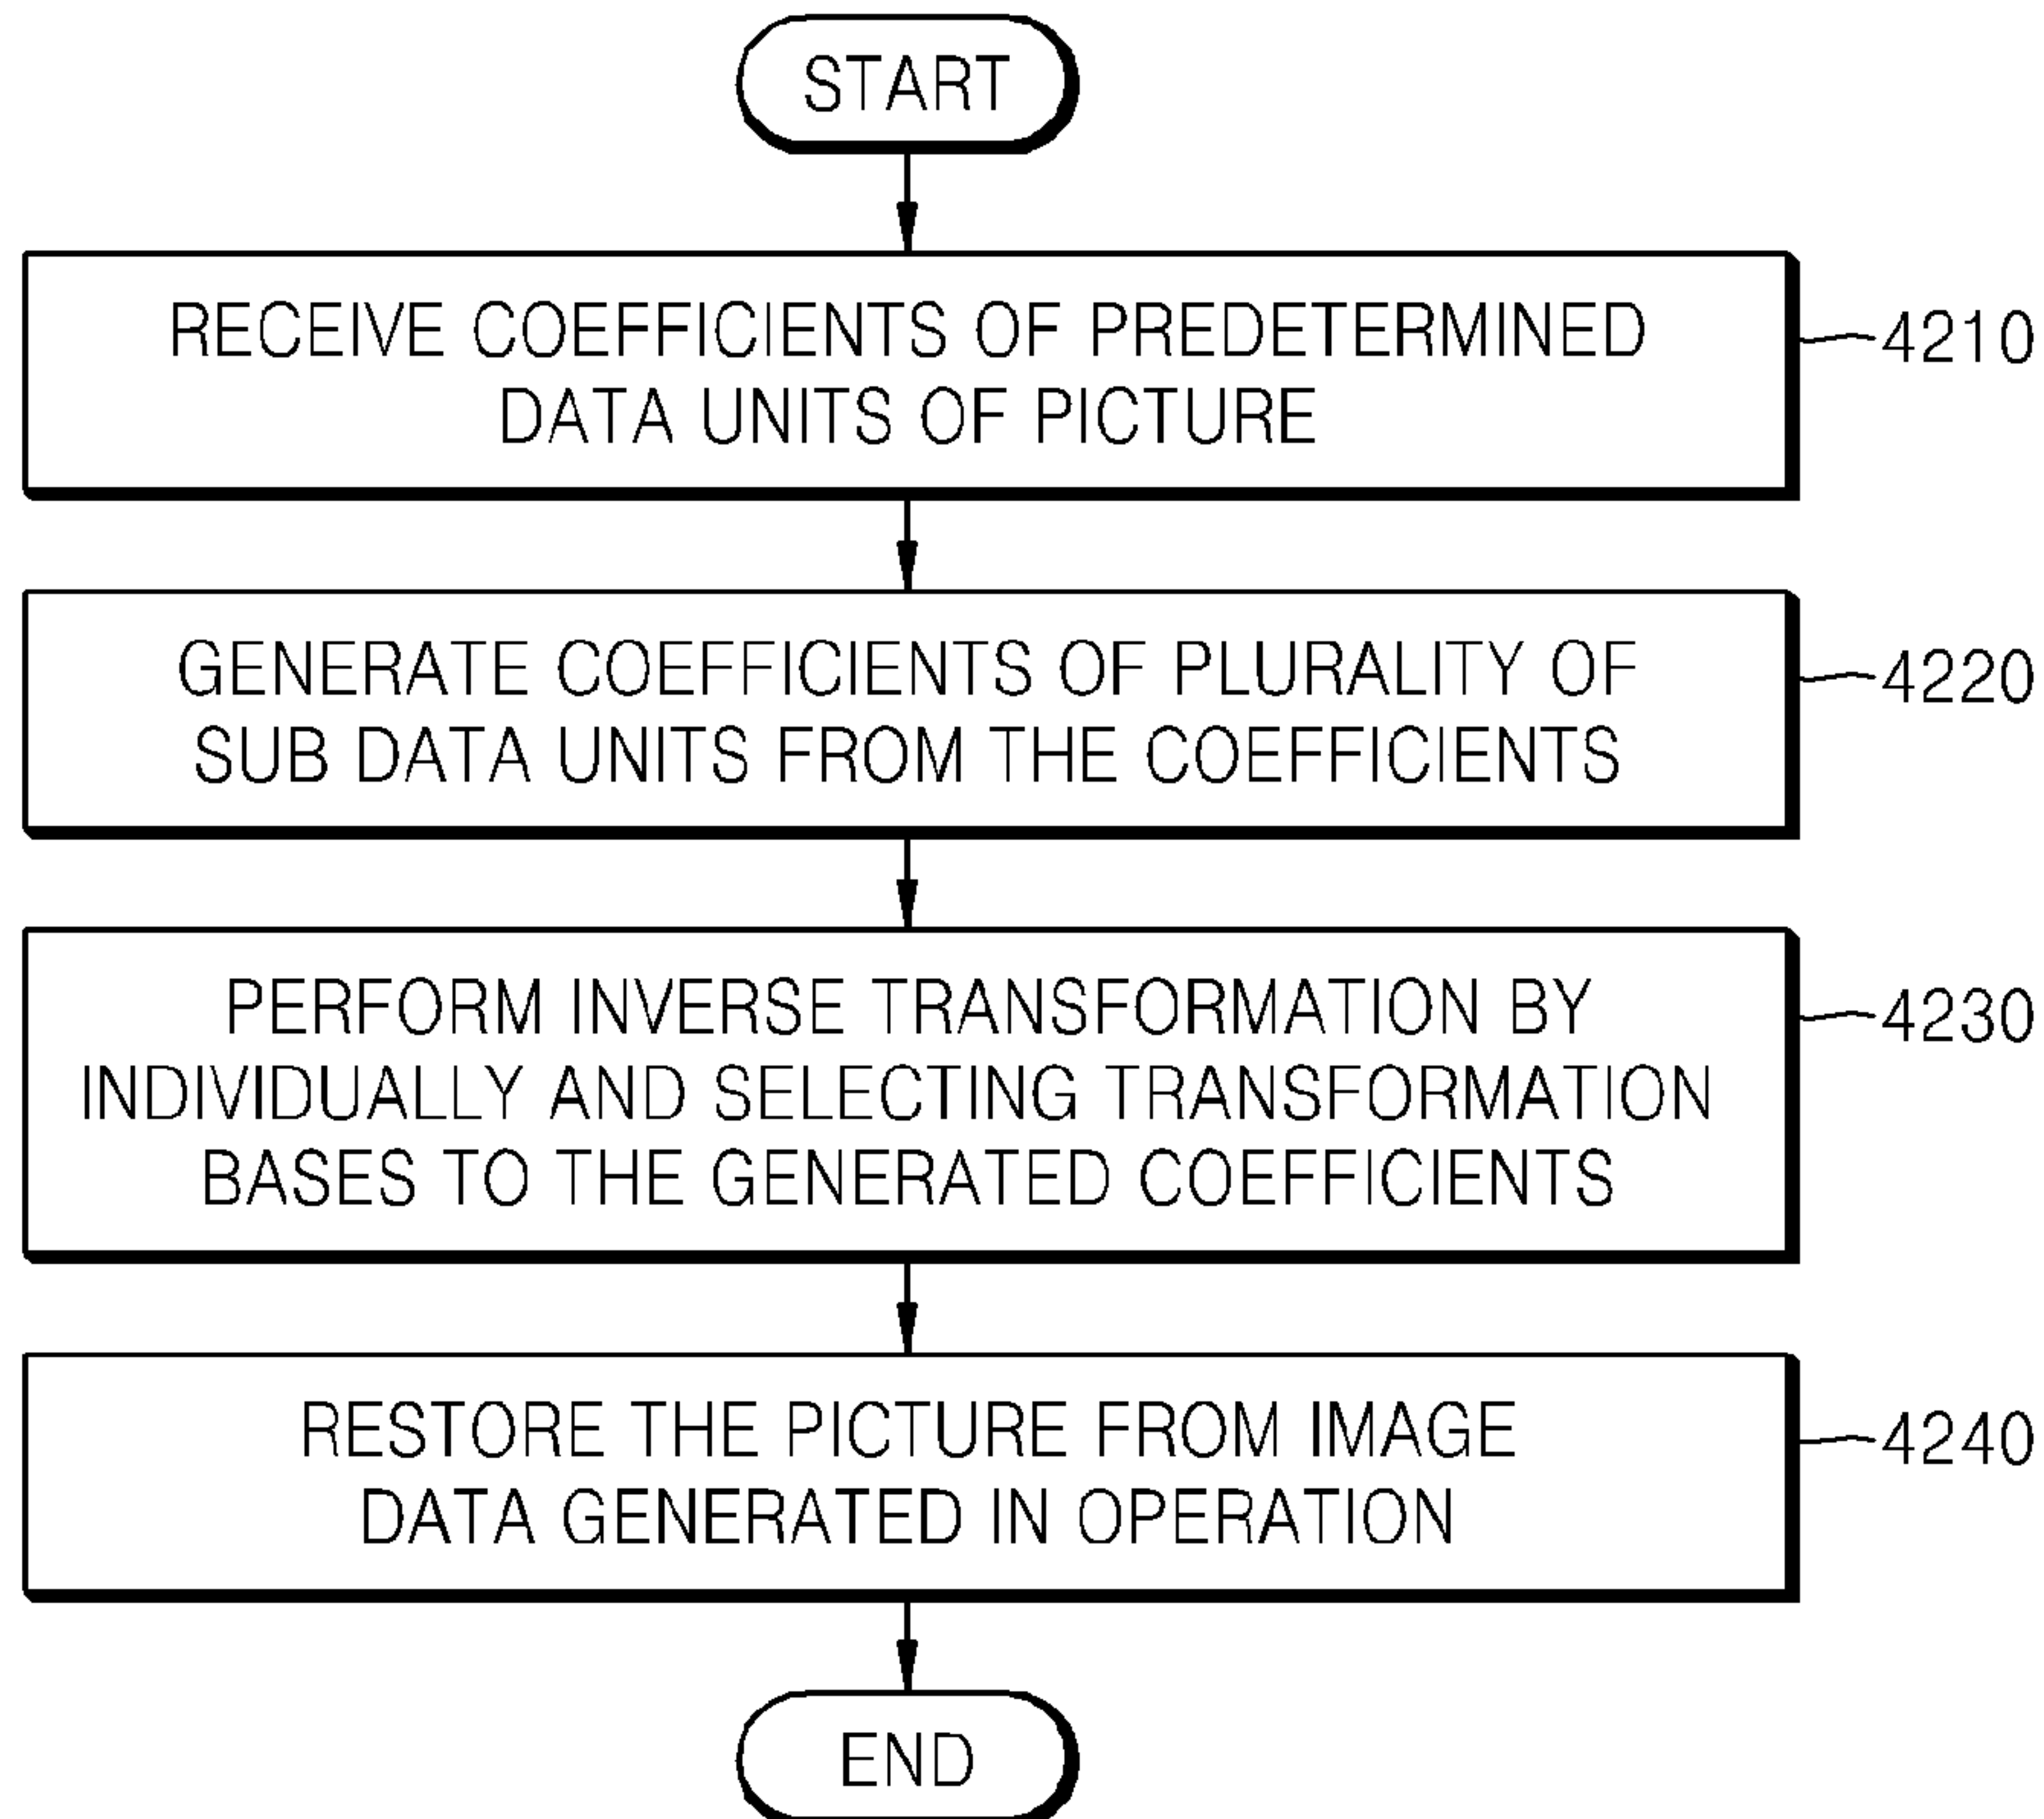 START
RECEIVE COEFFICIENTS OF PREDETERMINED
DATA UNITS OF PICTURE
4210
GENERATE COEFFICIENTS OF PLURALITY OF
SUB DATA UNITS FROM THE COEFFICIENTS
4220
PERFORM INVERSE TRANSFORMATION BY
INDIVIDUALLY AND SELECTING TRANSFORMATION
BASES TO THE GENERATED COEFFICIENTS
4230
RESTORE THE PICTURE FROM IMAGE
DATA GENERATED IN OPERATION
4240
END